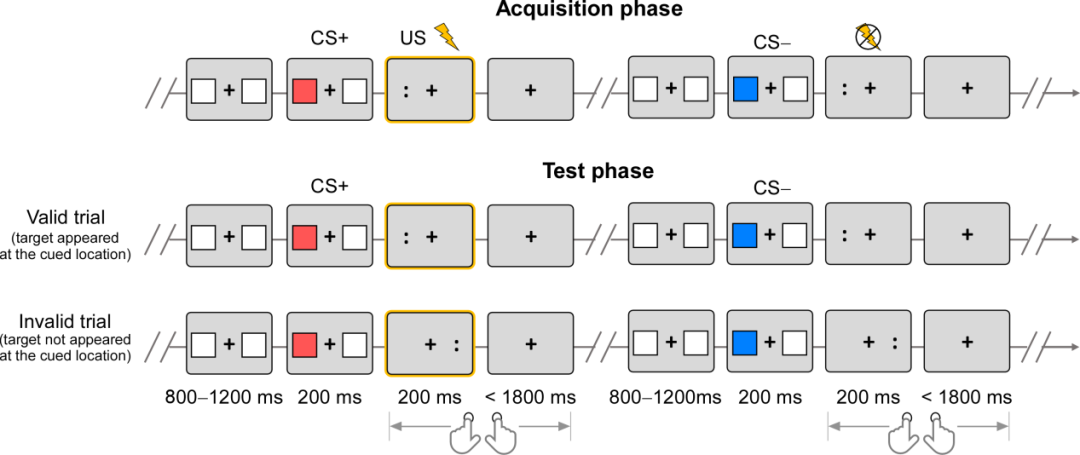 Acquisition phase
CS+ US CS–
+ + : + + + + : + +
Test phase
CS+ CS–
Valid trial
(target appeared
at the cued location)
+ + : + + + + : + +
Invalid trial
(target not appeared
at the cued location)
+ + + : + + + + : +
800–1200 ms 200 ms 200 ms < 1800 ms 800–1200ms 200 ms 200 ms < 1800 ms